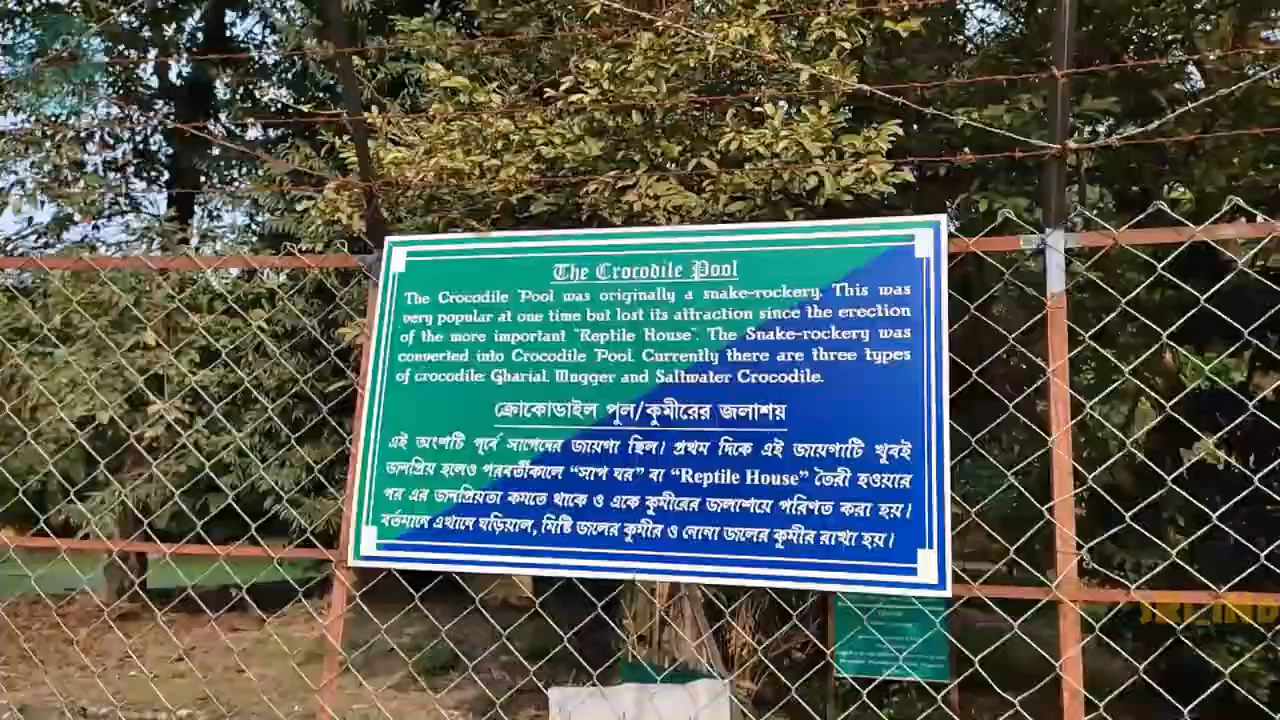 The Crocodile Pool
The Crocodile Pool was originally a snake-rockery. This was
very popular at one time but lost its attraction since the erection
of the more important "Reptile House". The Snake-rockery was
converted into Crocodile Pool. Currently there are three types
of crocodile: Gharial, Mugger and Saltwater Crocodile.
ক্রোকোডাইল পুল/কুমীরের জলাশয়
এই অংশটি পূর্বে সাপেদের জায়গা ছিল। প্রথম দিকে এই জায়গাটি খুবই
জনপ্রিয় হলেও পরবর্তীকালে “সাপ ঘর” বা “Reptile House” তৈরী হওয়ার
পর এর জনপ্রিয়তা কমতে থাকে ও একে কুমীরের জলাশয়ে পরিণত করা হয়।
বর্তমানে এখানে ঘড়িয়াল, মিষ্টি জলের কুমীর ও নোনা জলের কুমীর রাখা হয়।